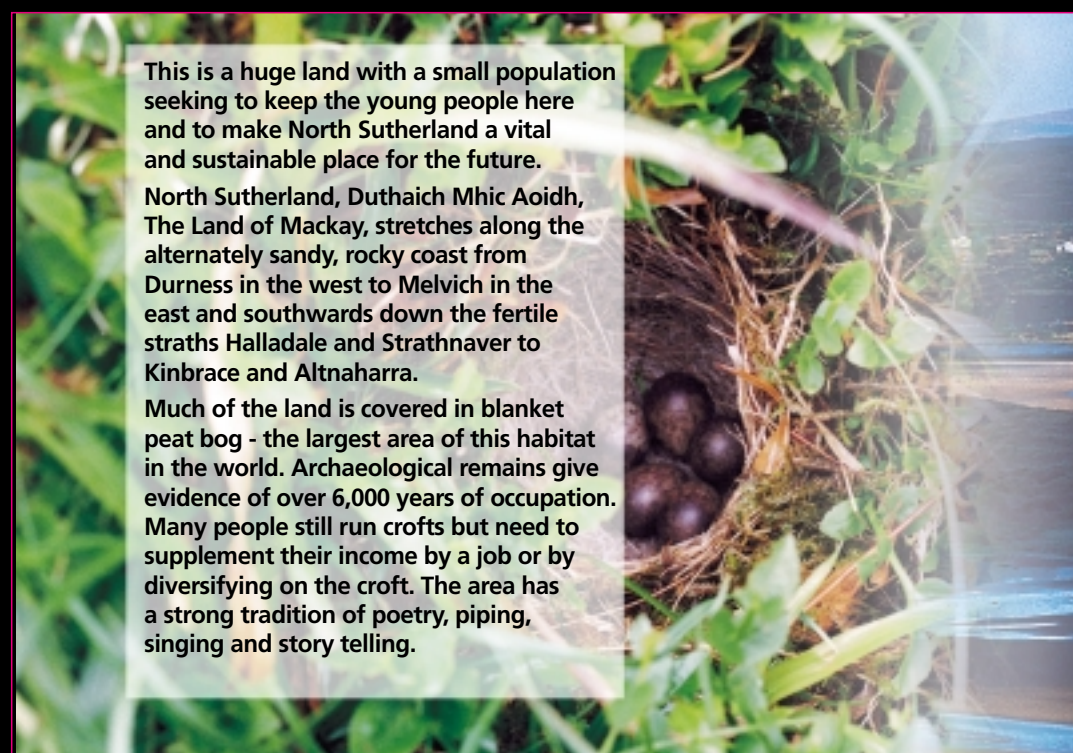 This is a huge land with a small population
seeking to keep the young people here
and to make North Sutherland a vital
and sustainable place for the future.
North Sutherland, Duthaich Mhic Aoidh,
The Land of Mackay, stretches along the
alternately sandy, rocky coast from
Durness in the west to Melvich in the
east and southwards down the fertile
straths Halladale and Strathnaver to
Kinbrace and Altnaharra.
Much of the land is covered in blanket
peat bog - the largest area of this habitat
in the world. Archaeological remains give
evidence of over 6,000 years of occupation.
Many people still run crofts but need to
supplement their income by a job or by
diversifying on the croft. The area has
a strong tradition of poetry, piping,
singing and story telling.